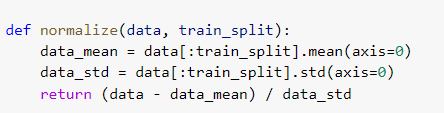 def normalize(data, train_split):
    data_mean = data[:train_split].mean(axis=0)
    data_std = data[:train_split].std(axis=0)
    return (data - data_mean) / data_std